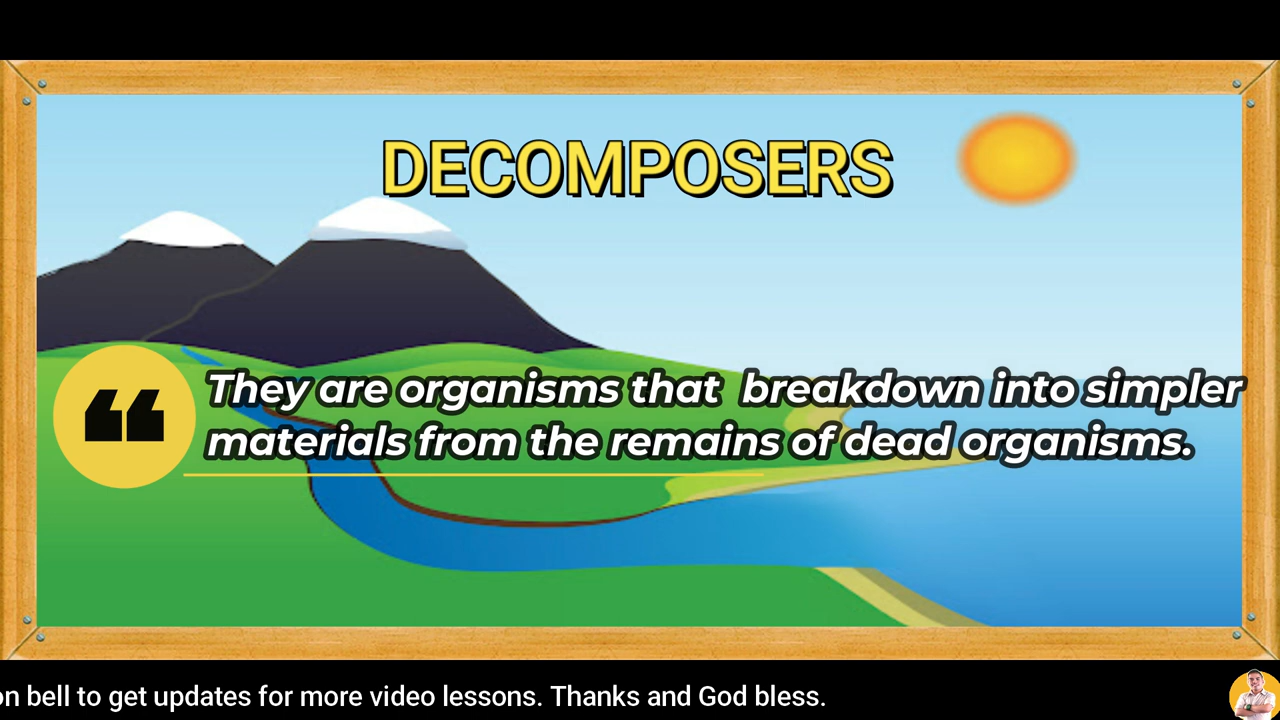 DECOMPOSERS
❝
They are organisms that breakdown into simpler
materials from the remains of dead organisms.
on bell to get updates for more video lessons. Thanks and God bless.